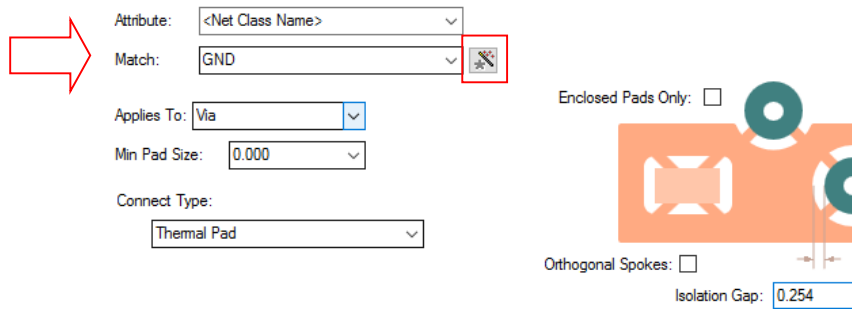 Attribute: <Net Class Name>
Match: GND
Applies To: Via
Min Pad Size: 0.000
Connect Type:
Thermal Pad
Enclosed Pads Only:
Orthogonal Spokes:
Isolation Gap: 0.254